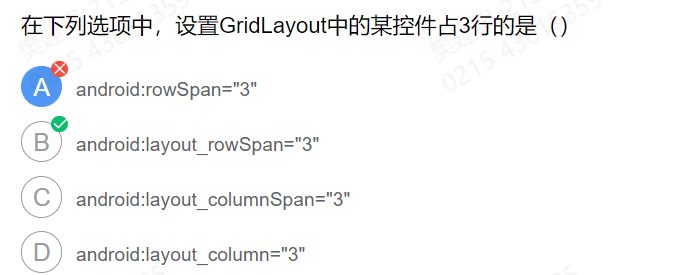 在下列选项中，设置GridLayout中的某控件占3行的是（）
A android:rowSpan="3"
B android:layout_rowSpan="3"
C android:layout_columnSpan="3"
D android:layout_column="3"